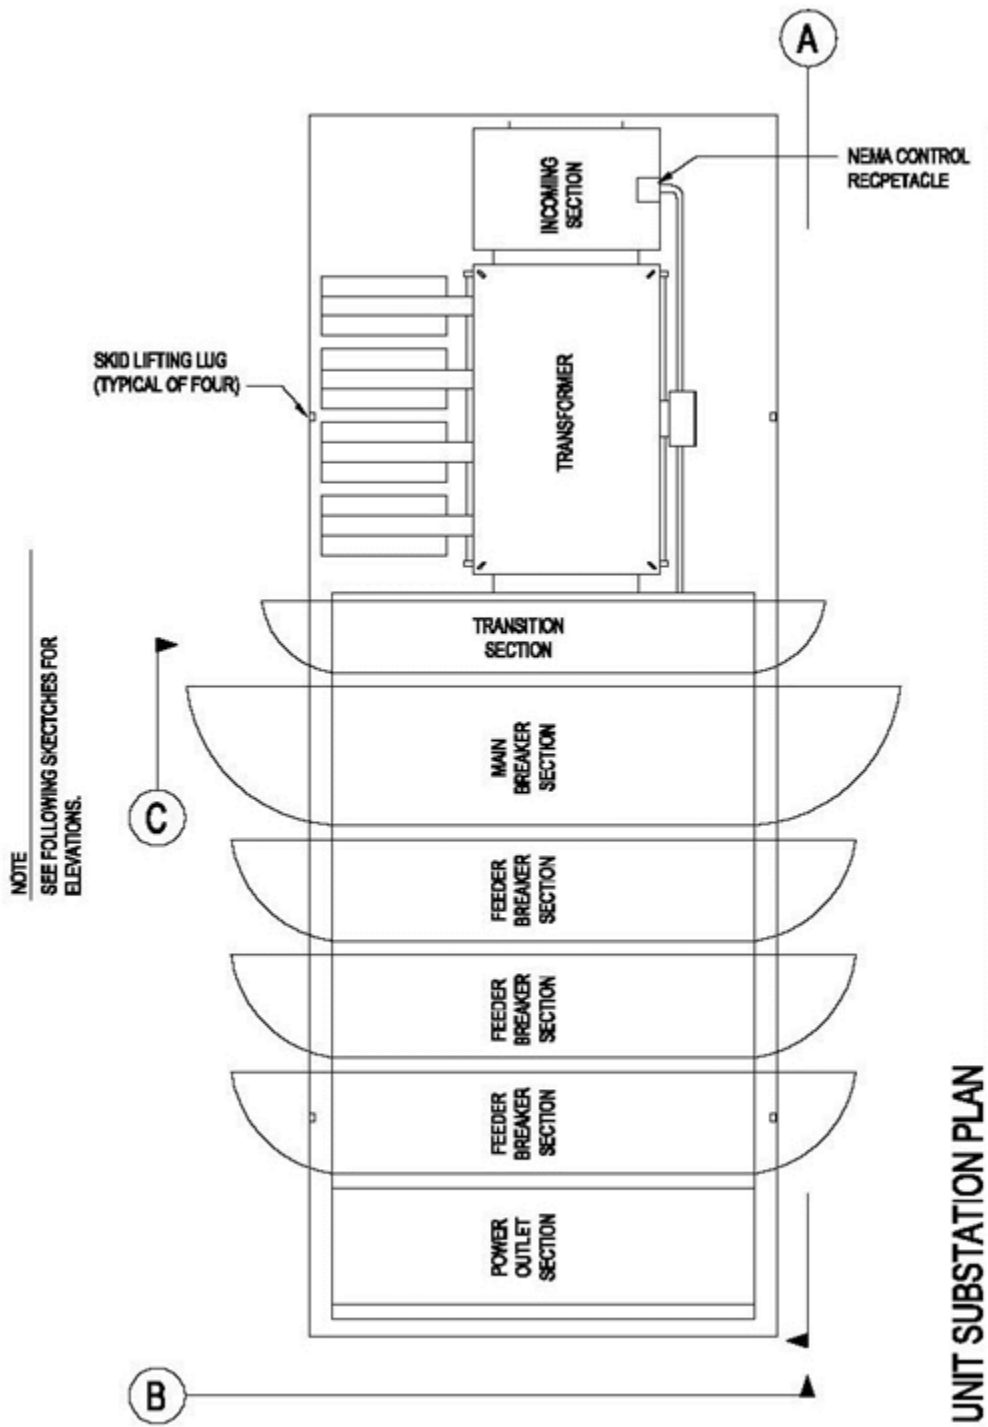 A
NEMA CONTROL
RECPETACLE
INCOMING
SECTION
SKID LIFTING LUG
(TYPICAL OF FOUR)
TRANSFORMER
NOTE
SEE FOLLOWING SKECTCHES FOR
ELEVATIONS.
TRANSITION
SECTION
C
MAIN
BREAKER
SECTION
FEEDER
BREAKER
SECTION
FEEDER
BREAKER
SECTION
FEEDER
BREAKER
SECTION
POWER
OUTLET
SECTION
B
UNIT SUBSTATION PLAN